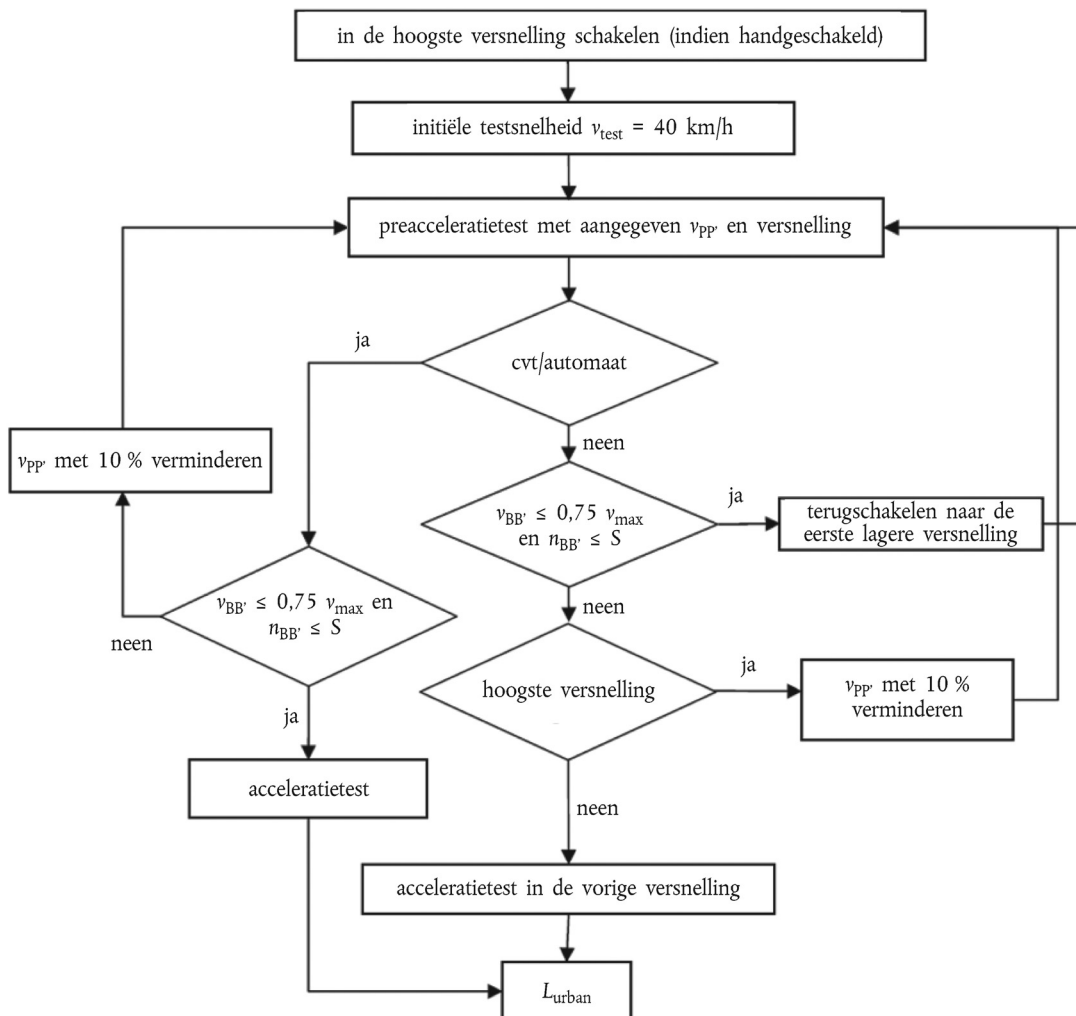 in de hoogste versnelling schakelen (indien handgeschakeld)
initiële testsnelheid v_test = 40 km/h
preacceleratietest met aangegeven v_PP' en versnelling
cvt/automaat
ja
neen
v_PP' met 10 % verminderen
v_BB' ≤ 0,75 v_max
en n_BB' ≤ S
ja
terugschakelen naar de
eerste lagere versnelling
neen
v_BB' ≤ 0,75 v_max en
n_BB' ≤ S
neen
ja
hoogste versnelling
ja
v_PP' met 10 %
verminderen
neen
acceleratietest
acceleratietest in de vorige versnelling
L_urban